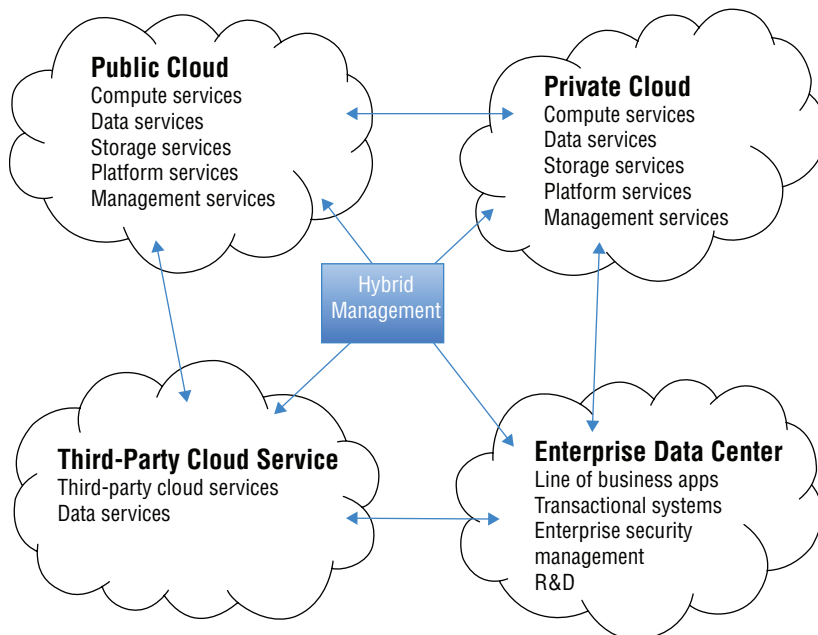 Public Cloud
Compute services
Data services
Storage services
Platform services
Management services
Private Cloud
Compute services
Data services
Storage services
Platform services
Management services
Hybrid
Management
Third-Party Cloud Service
Third-party cloud services
Data services
Enterprise Data Center
Line of business apps
Transactional systems
Enterprise security
management
R&D